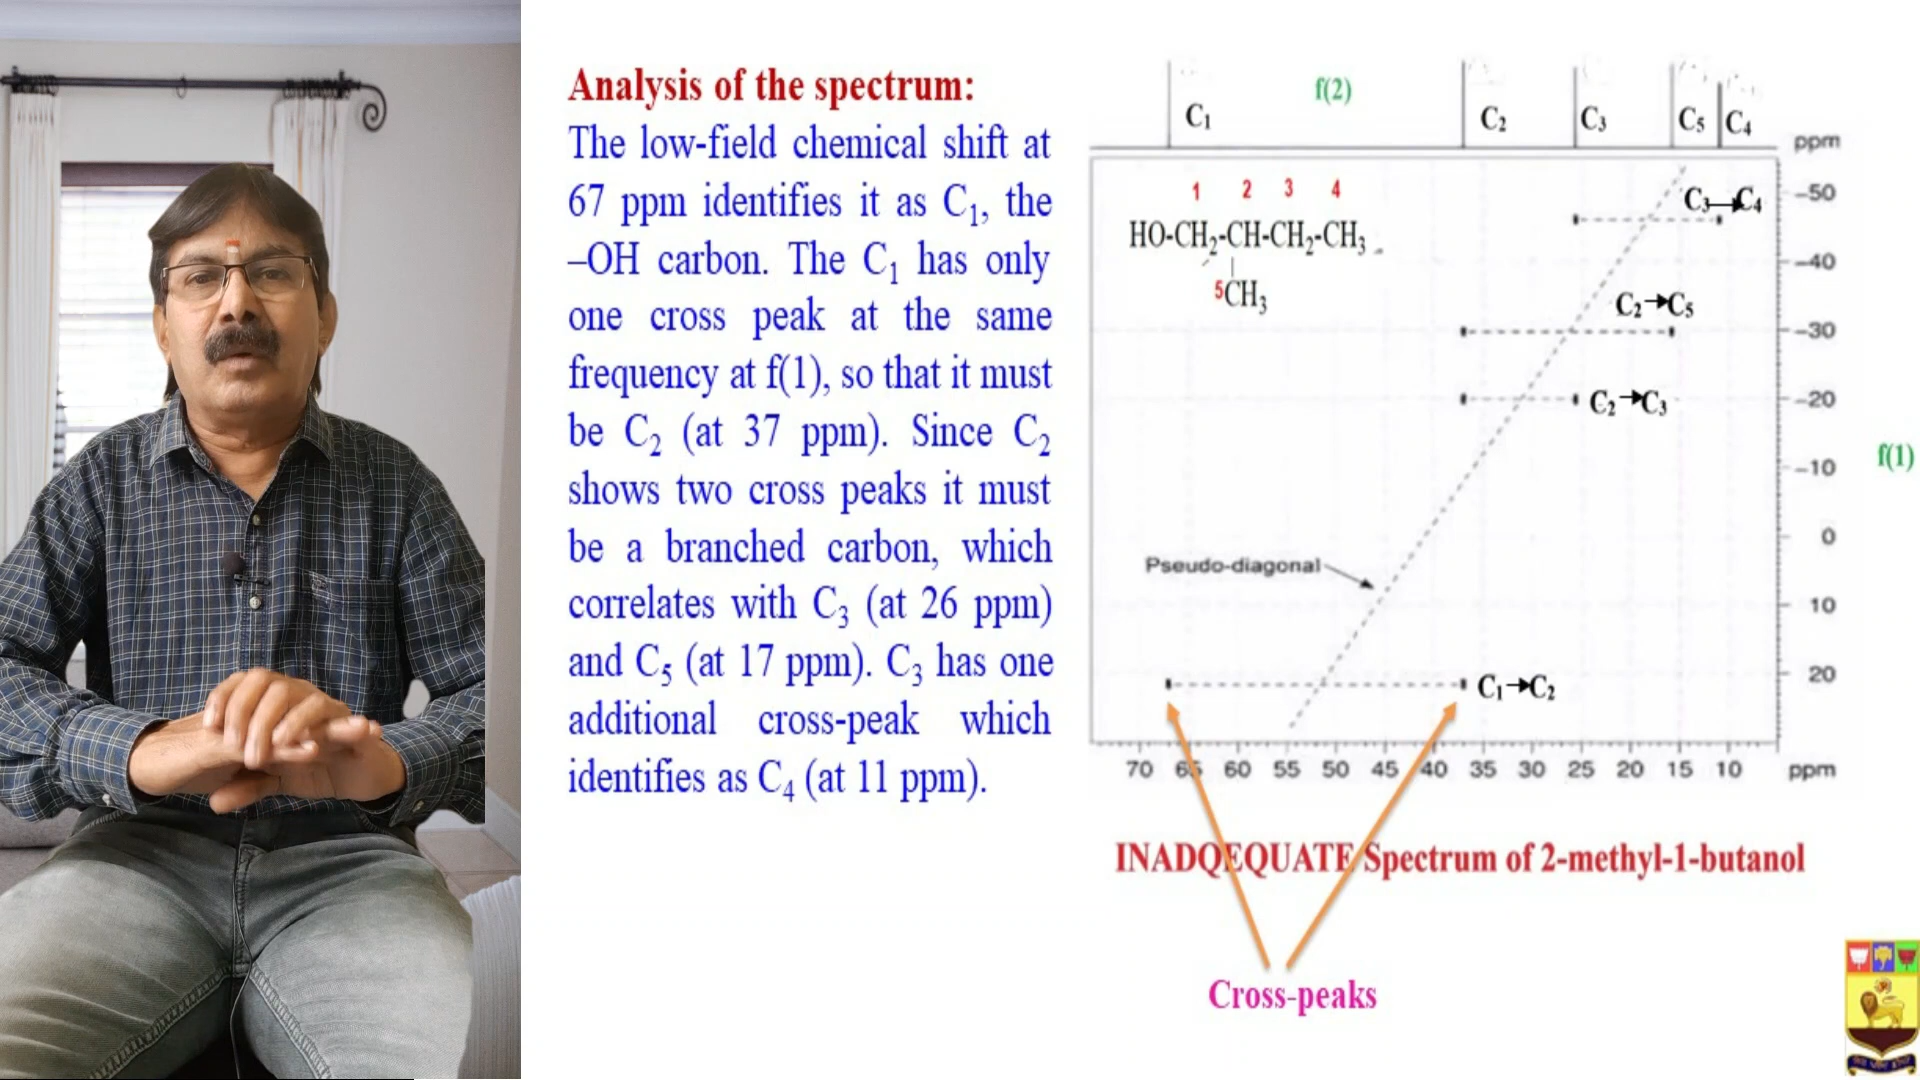 Analysis of the spectrum:
The low-field chemical shift at
67 ppm identifies it as C₁, the
–OH carbon. The C₁ has only
one cross peak at the same
frequency at f(1), so that it must
be C₂ (at 37 ppm). Since C₂
shows two cross peaks it must
be a branched carbon, which
correlates with C₃ (at 26 ppm)
and C₅ (at 17 ppm). C₃ has one
additional cross-peak which
identifies as C₄ (at 11 ppm).
f(2)
C₁ C₂ C₃ C₅ C₄
ppm
1 2 3 4
HO-CH₂-CH-CH₂-CH₃
5CH₃
C₃→C₄
C₂→C₅
C₂→C₃
C₁→C₂
Pseudo-diagonal
–50
–40
–30
–20
–10
0
10
20
f(1)
70 65 60 55 50 45 40 35 30 25 20 15 10 ppm
INADQEQUATE Spectrum of 2-methyl-1-butanol
Cross-peaks